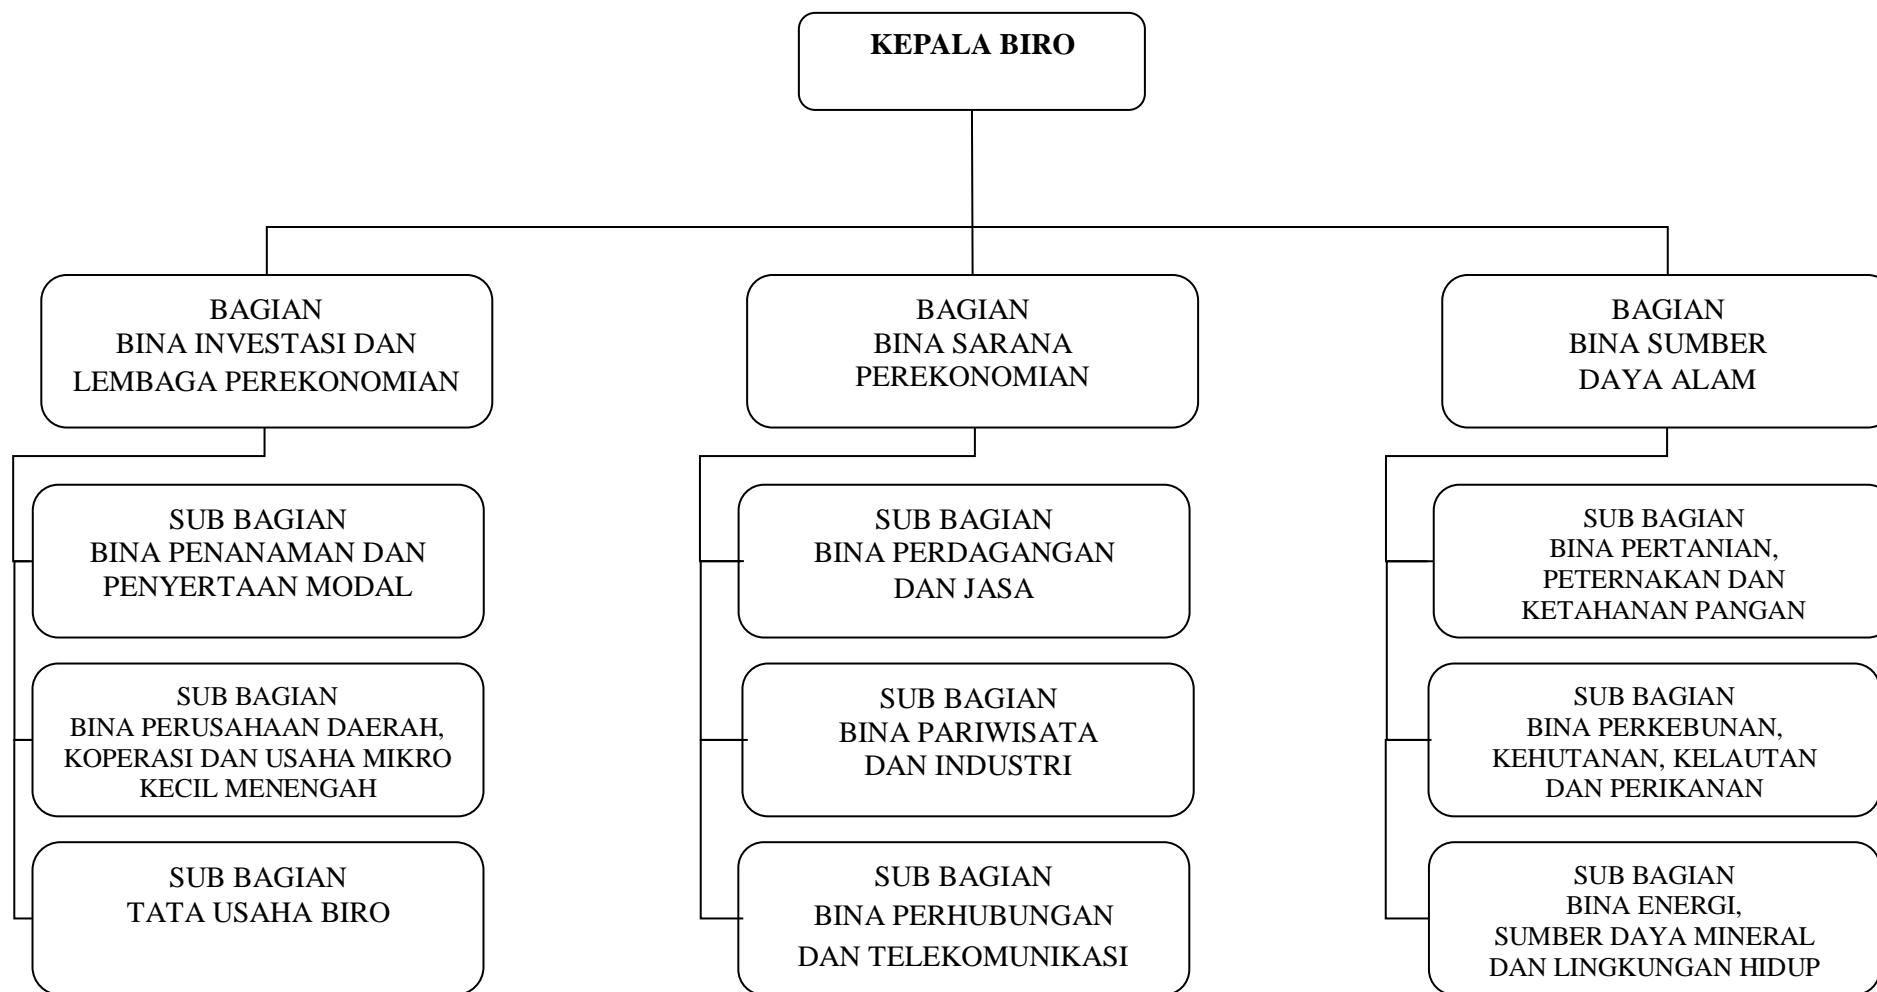 KEPALA BIRO
BAGIAN
BINA INVESTASI DAN
LEMBAGA PEREKONOMIAN
BAGIAN
BINA SARANA
PEREKONOMIAN
BAGIAN
BINA SUMBER
DAYA ALAM
SUB BAGIAN
BINA PENANAMAN DAN
PENYERTAAN MODAL
SUB BAGIAN
BINA PERDAGANGAN
DAN JASA
SUB BAGIAN
BINA PERTANIAN,
PETERNAKAN DAN
KETAHANAN PANGAN
SUB BAGIAN
BINA PERUSAHAAN DAERAH,
KOPERASI DAN USAHA MIKRO
KECIL MENENGAH
SUB BAGIAN
BINA PARIWISATA
DAN INDUSTRI
SUB BAGIAN
BINA PERKEBUNAN,
KEHUTANAN, KELAUTAN
DAN PERIKANAN
SUB BAGIAN
TATA USAHA BIRO
SUB BAGIAN
BINA PERHUBUNGAN
DAN TELEKOMUNIKASI
SUB BAGIAN
BINA ENERGI,
SUMBER DAYA MINERAL
DAN LINGKUNGAN HIDUP